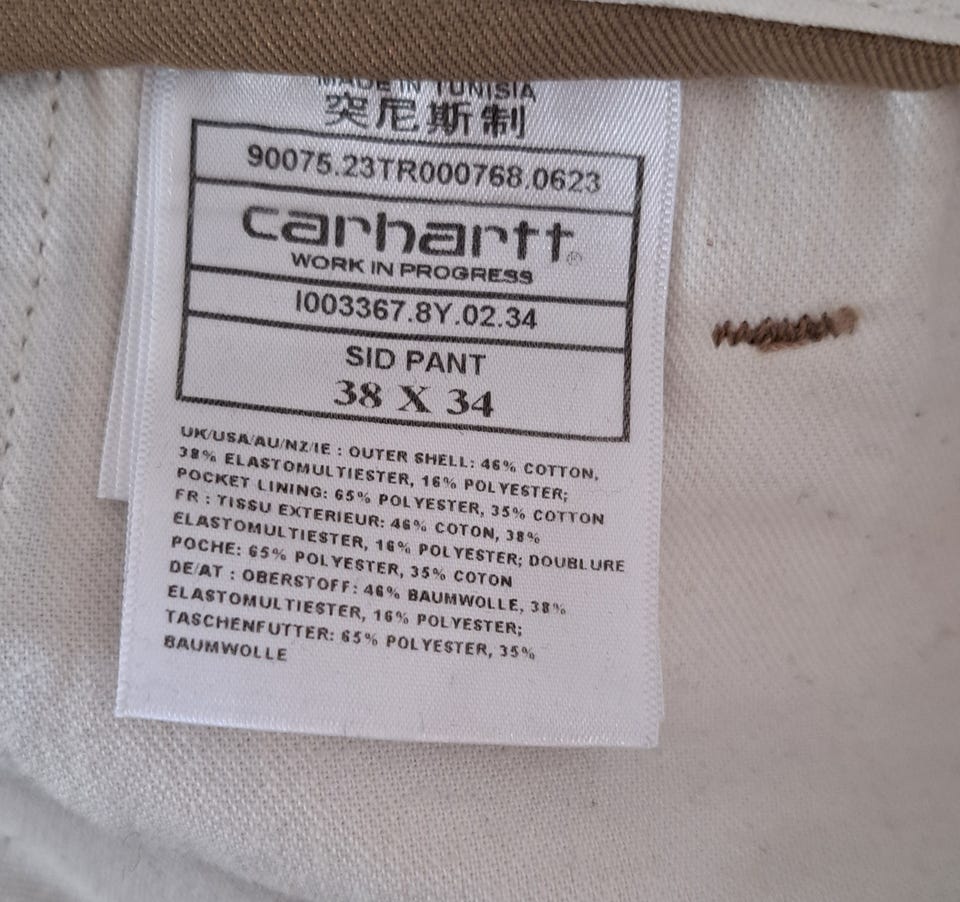 MADE IN TUNISIA
突尼斯制
90075.23TR000768.0623
carhartt®
WORK IN PROGRESS
I003367.8Y.02.34
SID PANT
38 X 34
UK/USA/AU/NZ/IE : OUTER SHELL: 46% COTTON,
38% ELASTOMULTIESTER, 16% POLYESTER;
POCKET LINING: 65% POLYESTER, 35% COTTON
FR : TISSU EXTERIEUR: 46% COTON, 38%
ELASTOMULTIESTER, 16% POLYESTER; DOUBLURE
POCHE: 65% POLYESTER, 35% COTON
DE/AT : OBERSTOFF: 46% BAUMWOLLE, 38%
ELASTOMULTIESTER, 16% POLYESTER;
TASCHENFUTTER: 65% POLYESTER, 35%
BAUMWOLLE